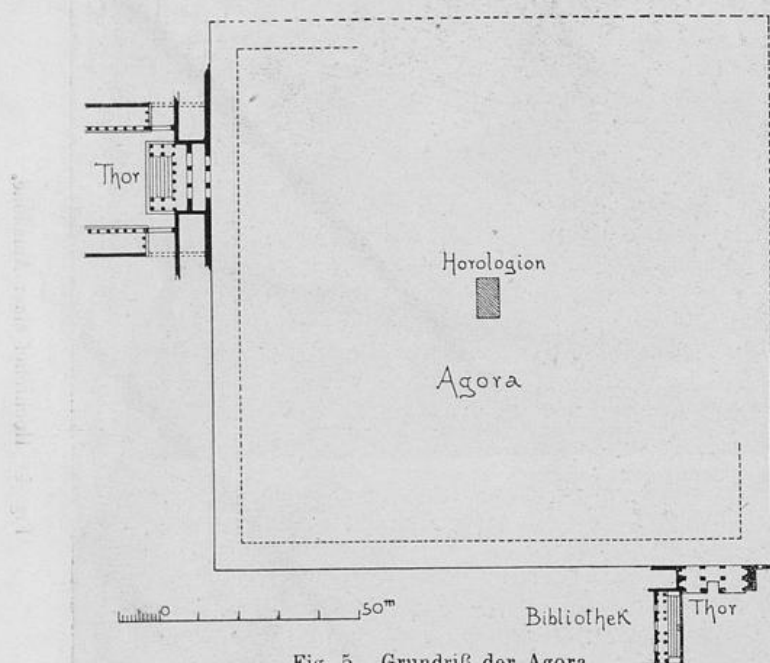 Thor
Horologion
Agora
0 50m
Bibliothek Thor
Fig. 5. Grundriß der Agora